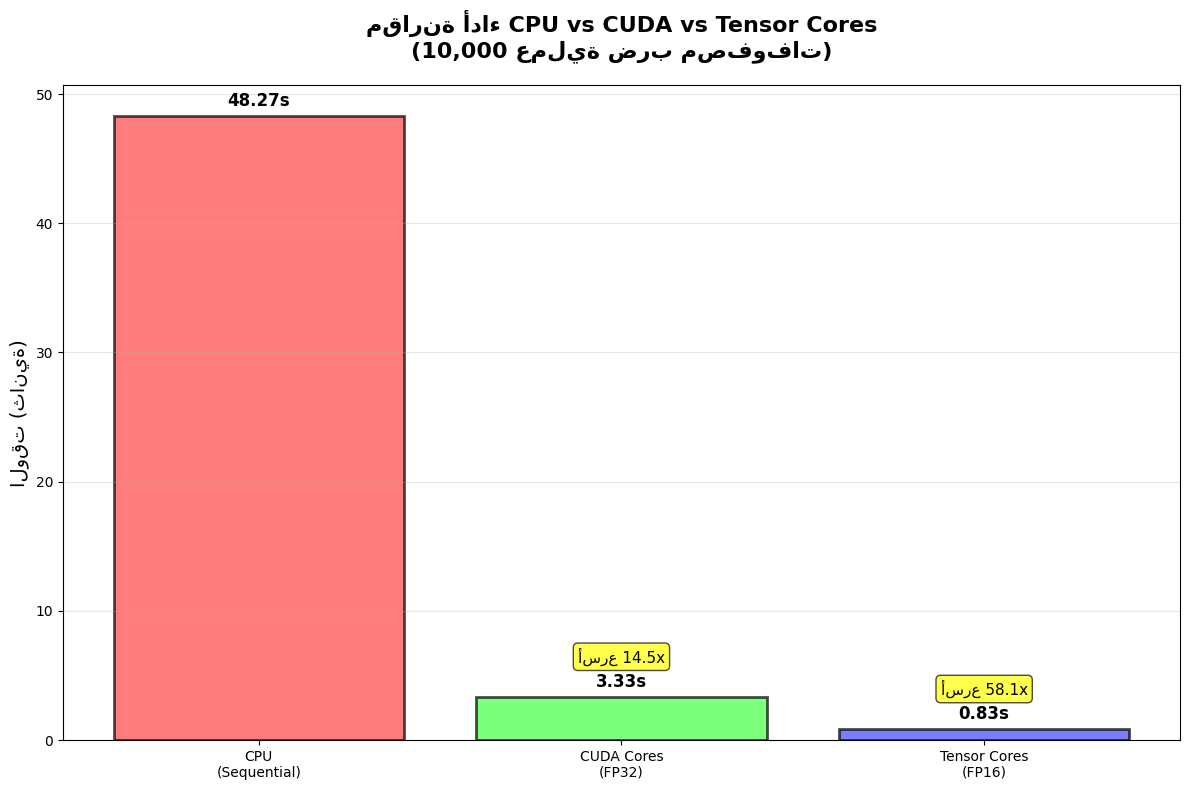 مقارنة أداء CPU vs CUDA vs Tensor Cores
(10,000 عملية ضرب مصفوفات)
48.27s
50
40
30
20
10
0
الوقت (ثانية)
أسرع 14.5x
3.33s
أسرع 58.1x
0.83s
CPU
(Sequential)
CUDA Cores
(FP32)
Tensor Cores
(FP16)